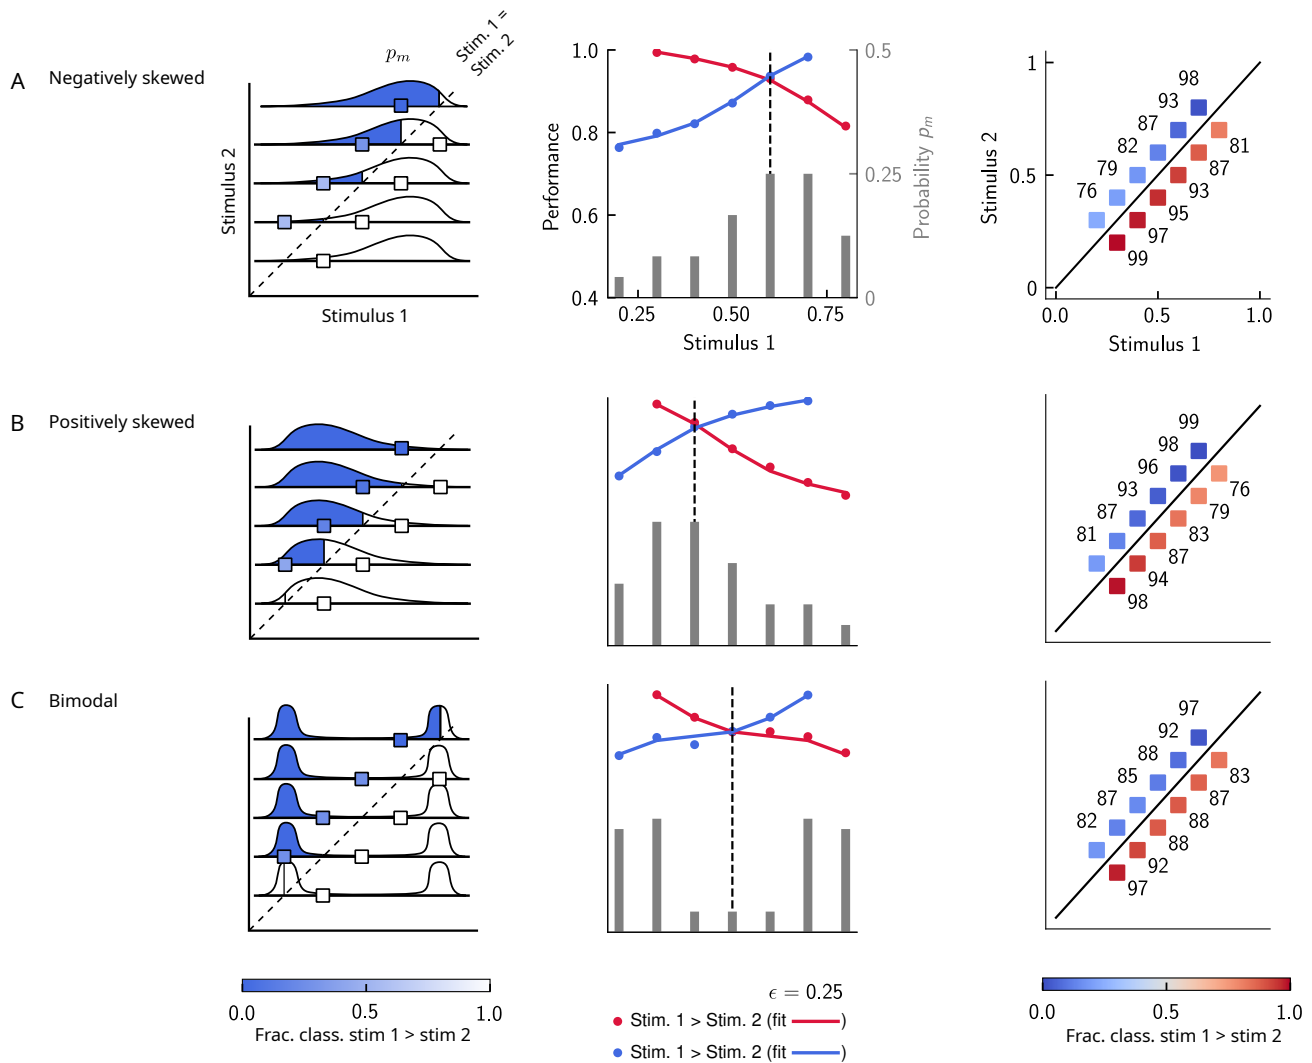 A Negatively skewed
p_m
Stim. 1 =
Stim. 2
Stimulus 2
Stimulus 1
1.0
0.8
0.6
0.4
Performance
0.5
0.25
0
Probability p_m
0.25 0.50 0.75
Stimulus 1
1
0.5
0
Stimulus 2
98
93
87
82
79
76
81
87
93
95
97
99
0.0 0.5 1.0
Stimulus 1
B Positively skewed
99
98
96
93
87
81
76
79
83
87
94
98
C Bimodal
97
92
88
85
87
82
83
87
88
88
92
97
0.0 0.5 1.0
Frac. class. stim 1 > stim 2
ϵ = 0.25
Stim. 1 > Stim. 2 (fit )
Stim. 1 > Stim. 2 (fit )
0.0 0.5 1.0
Frac. class. stim 1 > stim 2